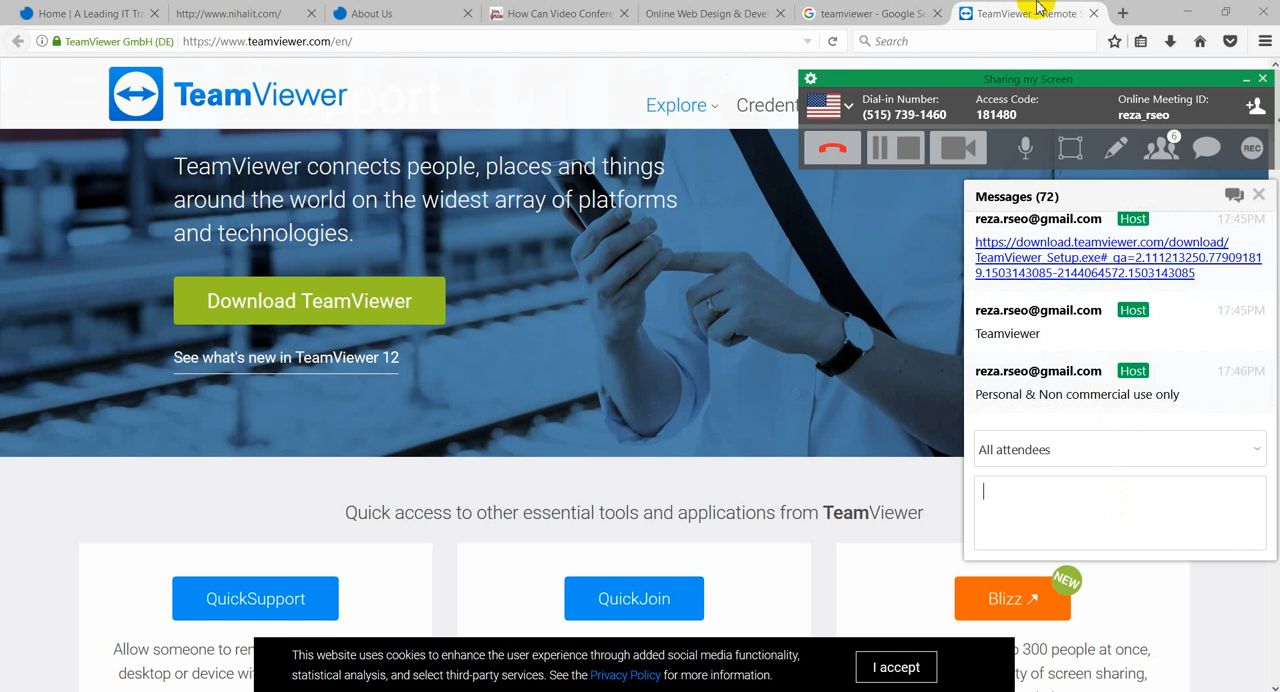 Home | A Leading IT Tra
http://www.nihalit.com/
About Us
How Can Video Confere
Online Web Design & Deve
teamviewer - Google Se
TeamViewer - Remote S
TeamViewer GmbH (DE)
https://www.teamviewer.com/en/
Search
TeamViewer
Explore
Credent
Sharing my Screen
Dial-in Number:
(515) 739-1460
Access Code:
181480
Online Meeting ID:
reza_rseo
6
REC
TeamViewer connects people, places and things
around the world on the widest array of platforms
and technologies.
Download TeamViewer
See what's new in TeamViewer 12
Messages (72)
reza.rseo@gmail.com Host 17:45PM
https://download.teamviewer.com/download/
TeamViewer_Setup.exe#_ga=2.111213250.77909181
9.1503143085-2144064572.1503143085
reza.rseo@gmail.com Host 17:45PM
Teamviewer
reza.rseo@gmail.com Host 17:46PM
Personal & Non commercial use only
All attendees
Quick access to other essential tools and applications from TeamViewer
QuickSupport
QuickJoin
Blizz
NEW
Allow someone to re
desktop or device wi
o 300 people at once,
ty of screen sharing,
This website uses cookies to enhance the user experience through added social media functionality,
statistical analysis, and select third-party services. See the Privacy Policy for more information.
I accept